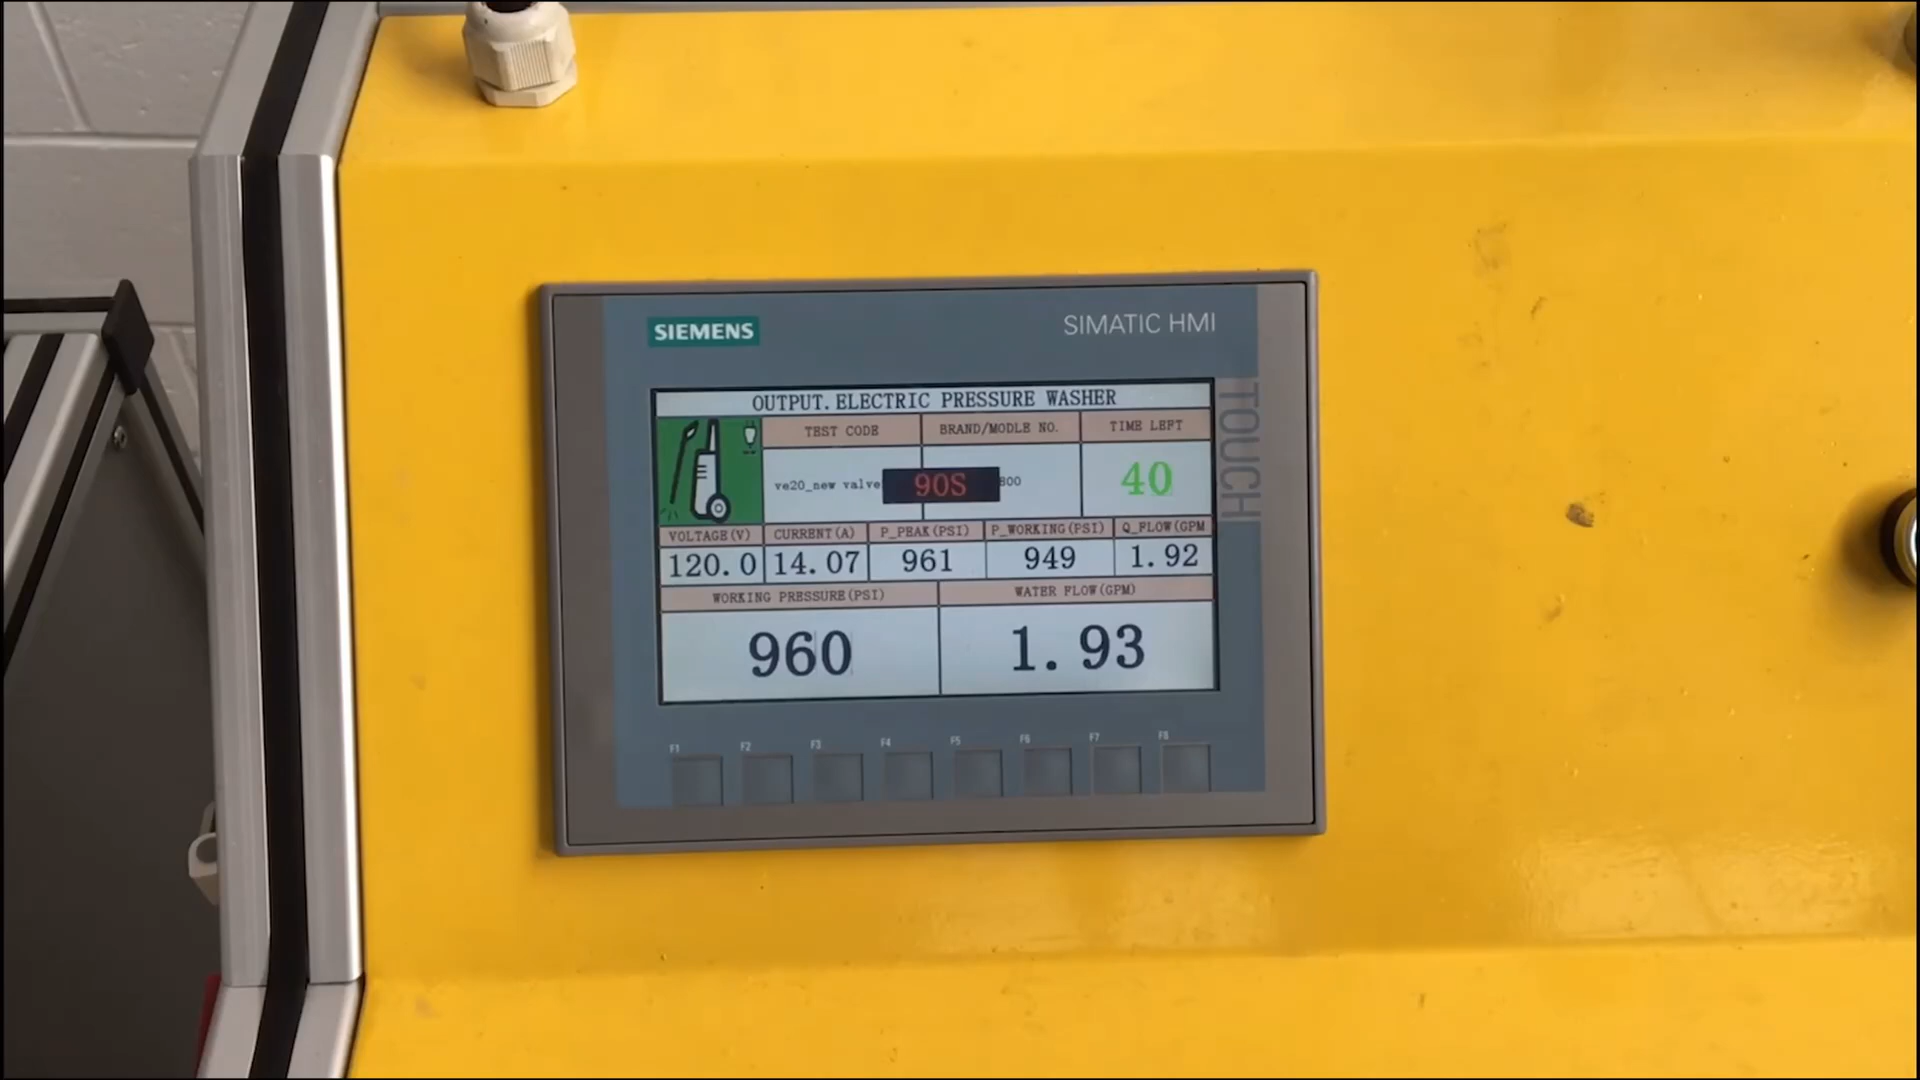 SIEMENS
SIMATIC HMI
TOUCH
OUTPUT.ELECTRIC PRESSURE WASHER
TEST CODE BRAND/MODLE NO. TIME LEFT
ve20_new valve 90S 800 40
VOLTAGE(V) CURRENT(A) P_PEAK(PSI) P_WORKING(PSI) Q_FLOW(GPM
120.0 14.07 961 949 1.92
WORKING PRESSURE(PSI) WATER FLOW(GPM)
960 1.93
F1 F2 F3 F4 F5 F6 F7 F8